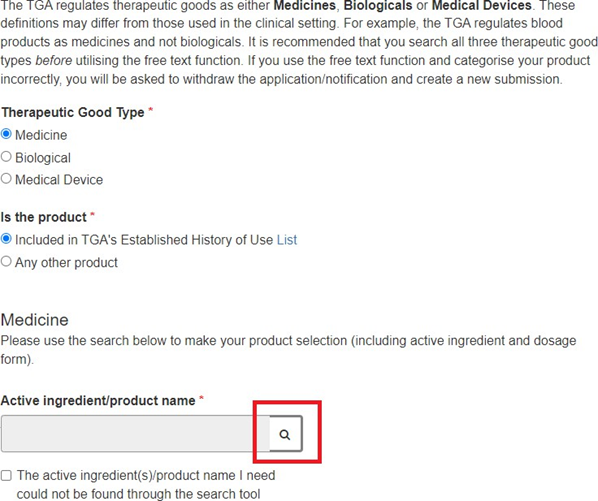 The TGA regulates therapeutic goods as either Medicines, Biologicals or Medical Devices. These
definitions may differ from those used in the clinical setting. For example, the TGA regulates blood
products as medicines and not biologicals. It is recommended that you search all three therapeutic good
types before utilising the free text function. If you use the free text function and categorise your product
incorrectly, you will be asked to withdraw the application/notification and create a new submission.
Therapeutic Good Type *
Medicine
Biological
Medical Device
Is the product *
Included in TGA's Established History of Use List
Any other product
Medicine
Please use the search below to make your product selection (including active ingredient and dosage
form).
Active ingredient/product name *
The active ingredient(s)/product name I need
could not be found through the search tool